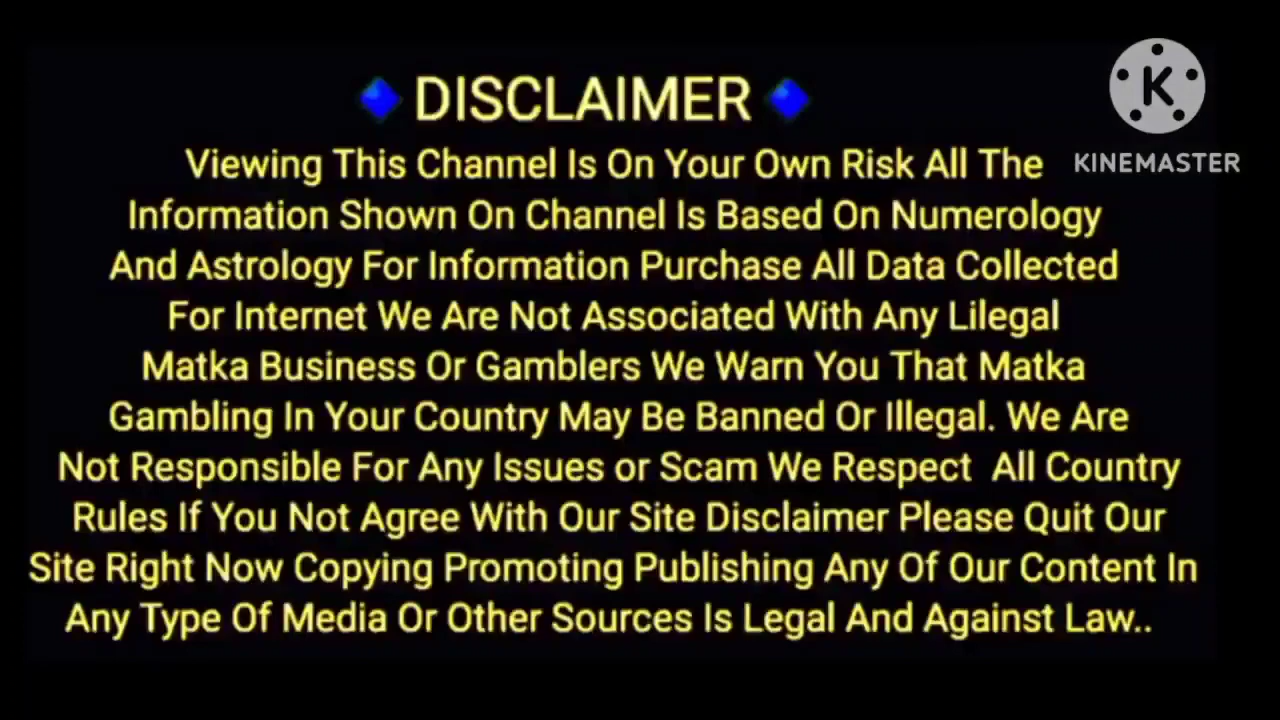 DISCLAIMER
Viewing This Channel Is On Your Own Risk All The
Information Shown On Channel Is Based On Numerology
And Astrology For Information Purchase All Data Collected
For Internet We Are Not Associated With Any Lilegal
Matka Business Or Gamblers We Warn You That Matka
Gambling In Your Country May Be Banned Or Illegal. We Are
Not Responsible For Any Issues or Scam We Respect  All Country
Rules If You Not Agree With Our Site Disclaimer Please Quit Our
Site Right Now Copying Promoting Publishing Any Of Our Content In
Any Type Of Media Or Other Sources Is Legal And Against Law..
K
KINEMASTER